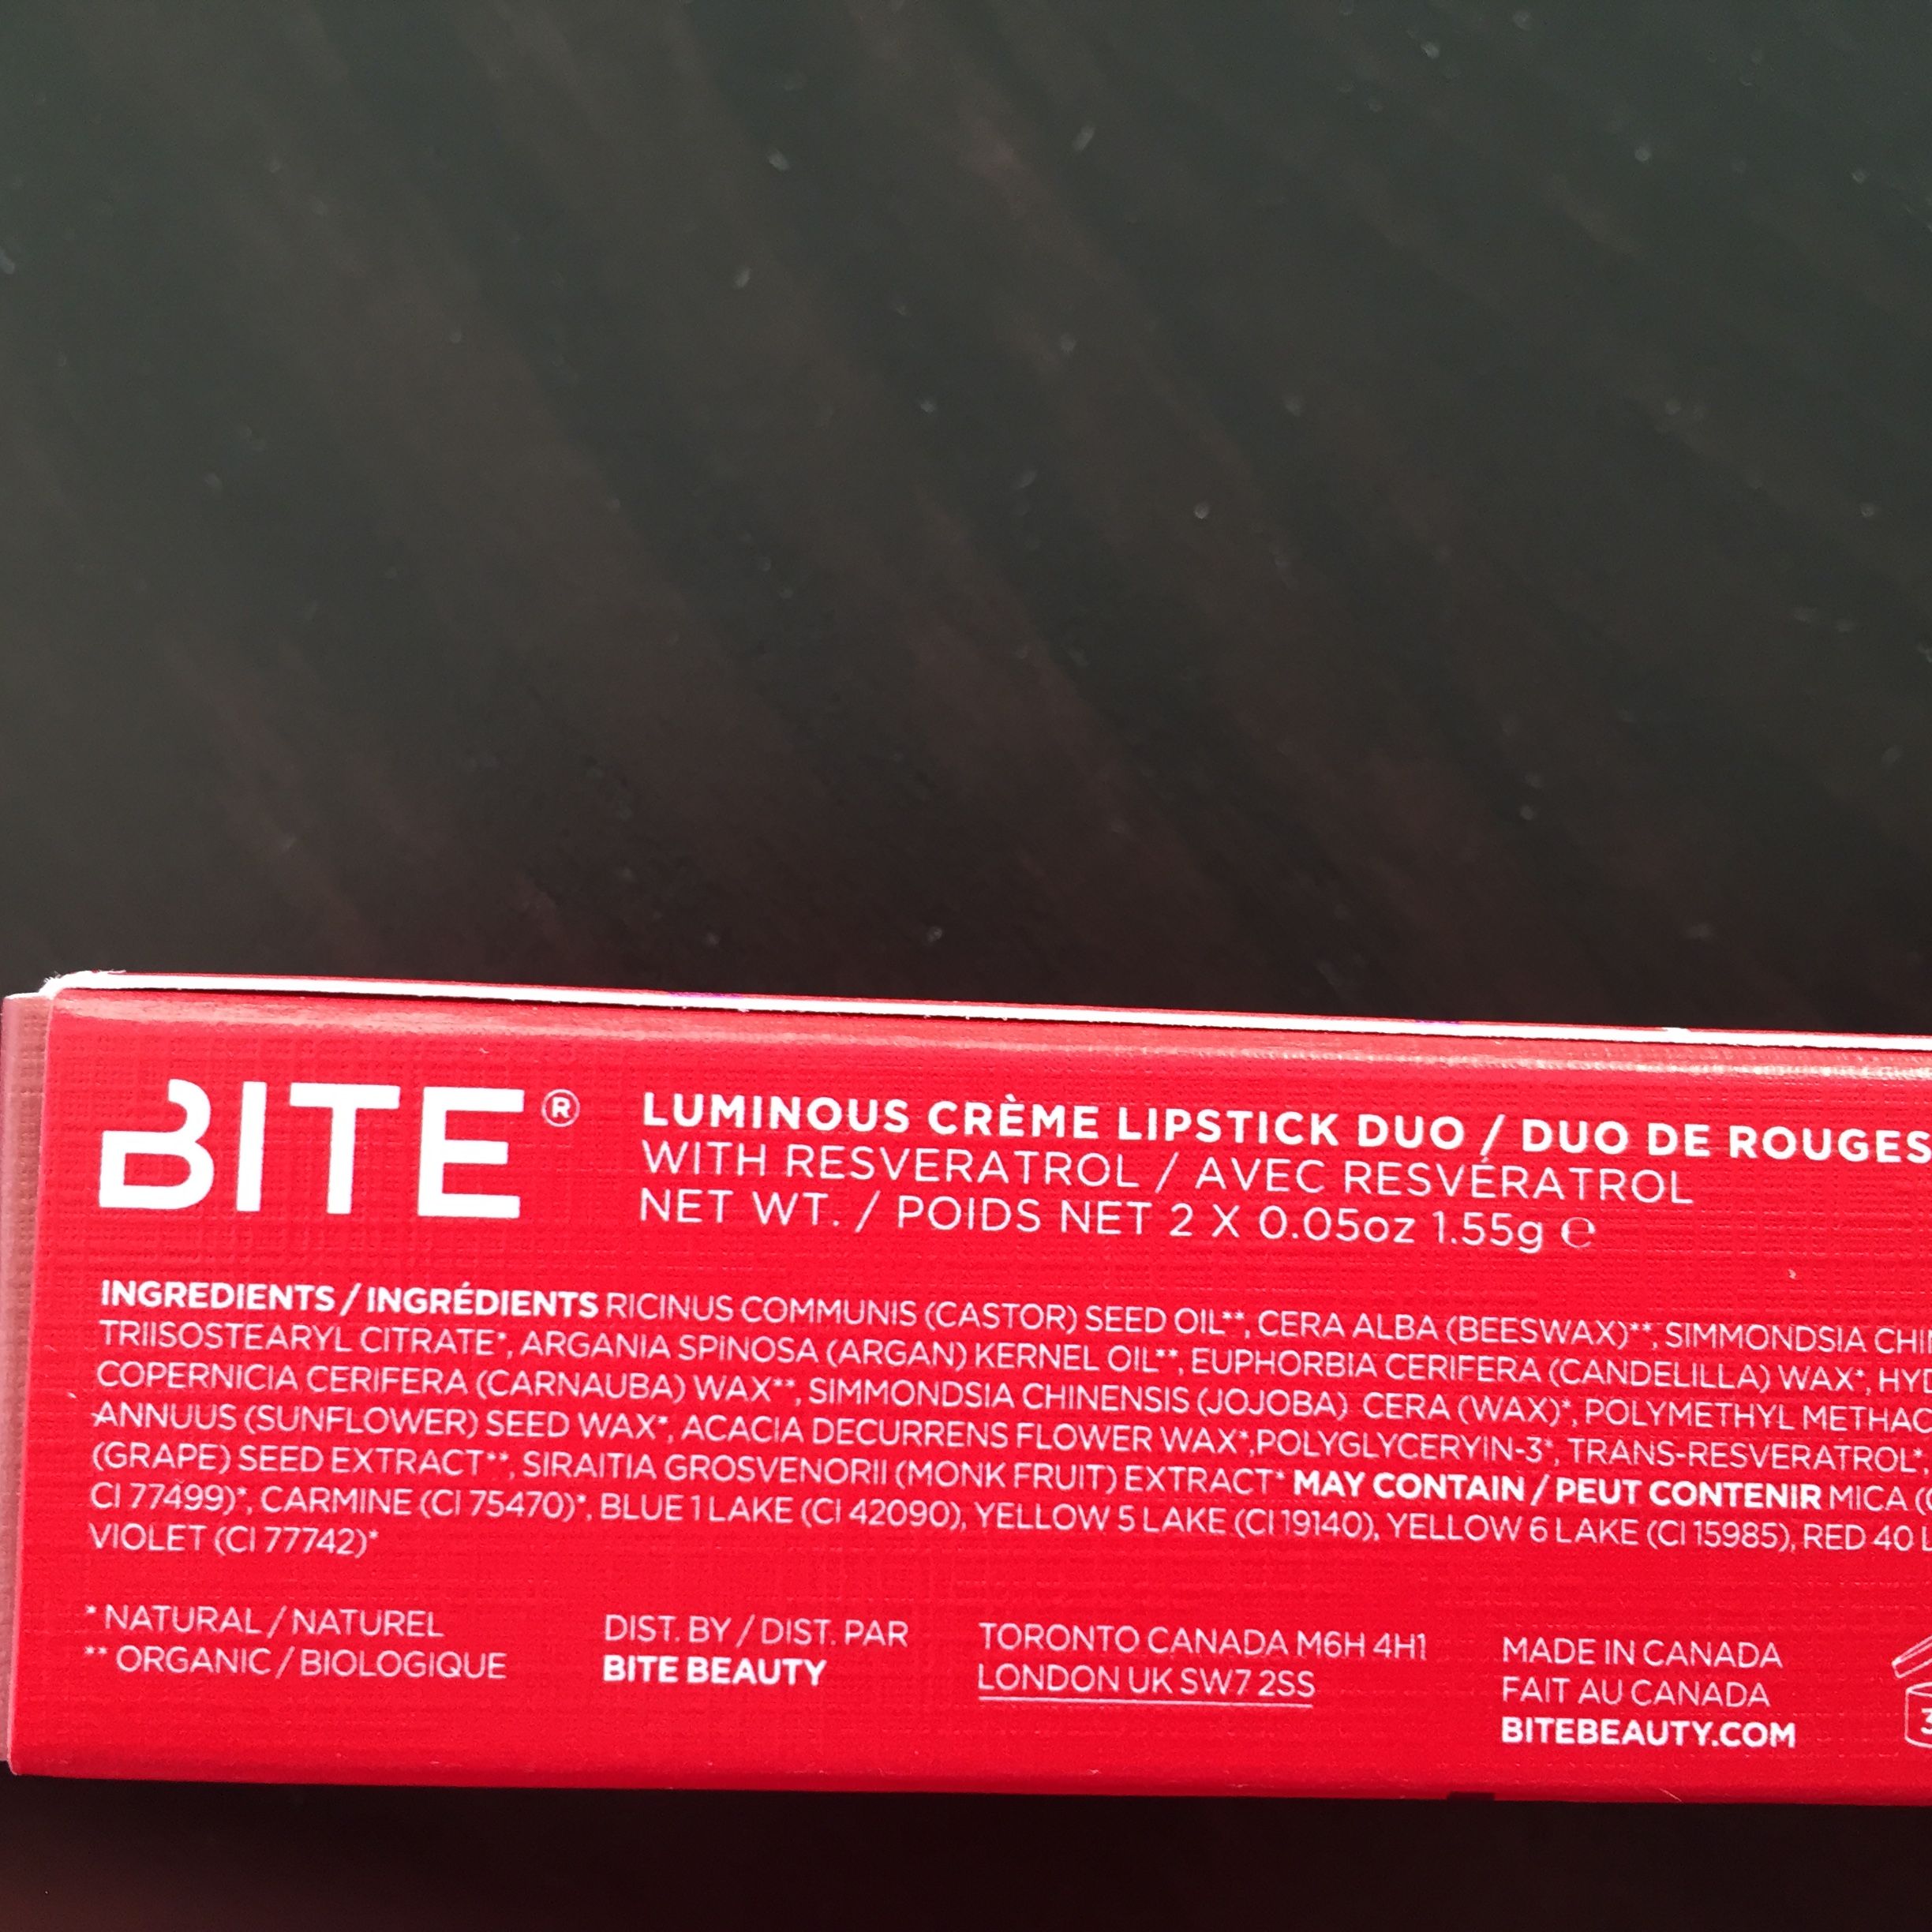 BITE®
LUMINOUS CRÈME LIPSTICK DUO / DUO DE ROUGES
WITH RESVERATROL / AVEC RESVÉRATROL
NET WT. / POIDS NET 2 X 0.05oz 1.55g ℮
INGREDIENTS / INGRÉDIENTS RICINUS COMMUNIS (CASTOR) SEED OIL**, CERA ALBA (BEESWAX)**, SIMMONDSIA
TRIISOSTEARYL CITRATE*, ARGANIA SPINOSA (ARGAN) KERNEL OIL**, EUPHORBIA CERIFERA (CANDELILLA) WAX*,
COPERNICIA CERIFERA (CARNAUBA) WAX**, SIMMONDSIA CHINENSIS (JOJOBA) CERA (WAX)*, POLYMETHYL
ANNUUS (SUNFLOWER) SEED WAX*, ACACIA DECURRENS FLOWER WAX*,POLYGLYCERYIN-3*, TRANS-RESVERATROL*,
(GRAPE) SEED EXTRACT**, SIRAITIA GROSVENORII (MONK FRUIT) EXTRACT* MAY CONTAIN / PEUT CONTENIR MICA
CI 77499)*, CARMINE (CI 75470)*, BLUE 1 LAKE (CI 42090), YELLOW 5 LAKE (CI 19140), YELLOW 6 LAKE (CI 15985), RED 40
VIOLET (CI 77742)*
* NATURAL / NATUREL
** ORGANIC / BIOLOGIQUE
DIST. BY / DIST. PAR
BITE BEAUTY
TORONTO CANADA M6H 4H1
LONDON UK SW7 2SS
MADE IN CANADA
FAIT AU CANADA
BITEBEAUTY.COM